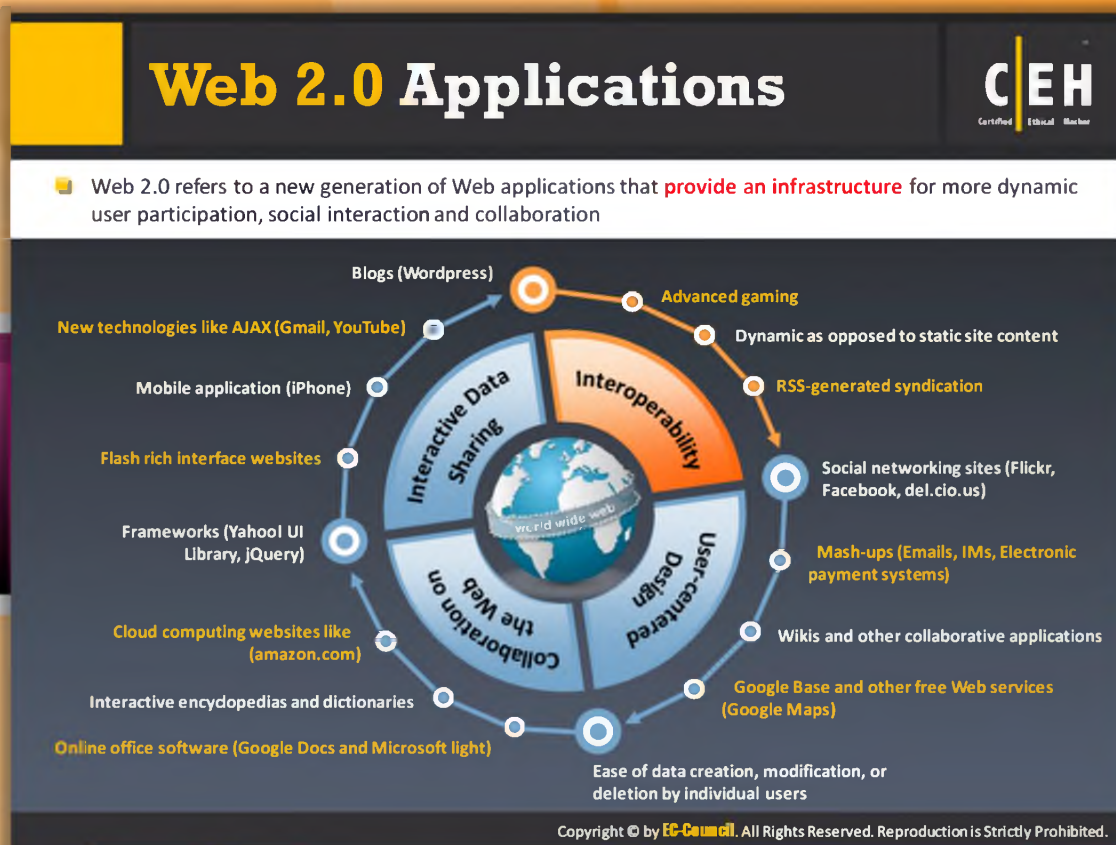 Web 2.0 Applications
CEH
Certified Ethical Hacker
Web 2.0 refers to a new generation of Web applications that provide an infrastructure for more dynamic
user participation, social interaction and collaboration
Blogs (Wordpress)
Advanced gaming
Dynamic as opposed to static site content
RSS-generated syndication
Social networking sites (Flickr,
Facebook, del.cio.us)
Mash-ups (Emails, IMs, Electronic
payment systems)
Wikis and other collaborative applications
Google Base and other free Web services
(Google Maps)
Ease of data creation, modification, or
deletion by individual users
Online office software (Google Docs and Microsoft light)
Interactive encyclopedias and dictionaries
Cloud computing websites like
(amazon.com)
Frameworks (Yahoo! UI
Library, jQuery)
Flash rich interface websites
Mobile application (iPhone)
New technologies like AJAX (Gmail, YouTube)
Interactive Data
Sharing
Interoperability
User-centered
Design
Collaboration on
the Web
world wide web
Copyright © by EC-Council. All Rights Reserved. Reproduction is Strictly Prohibited.